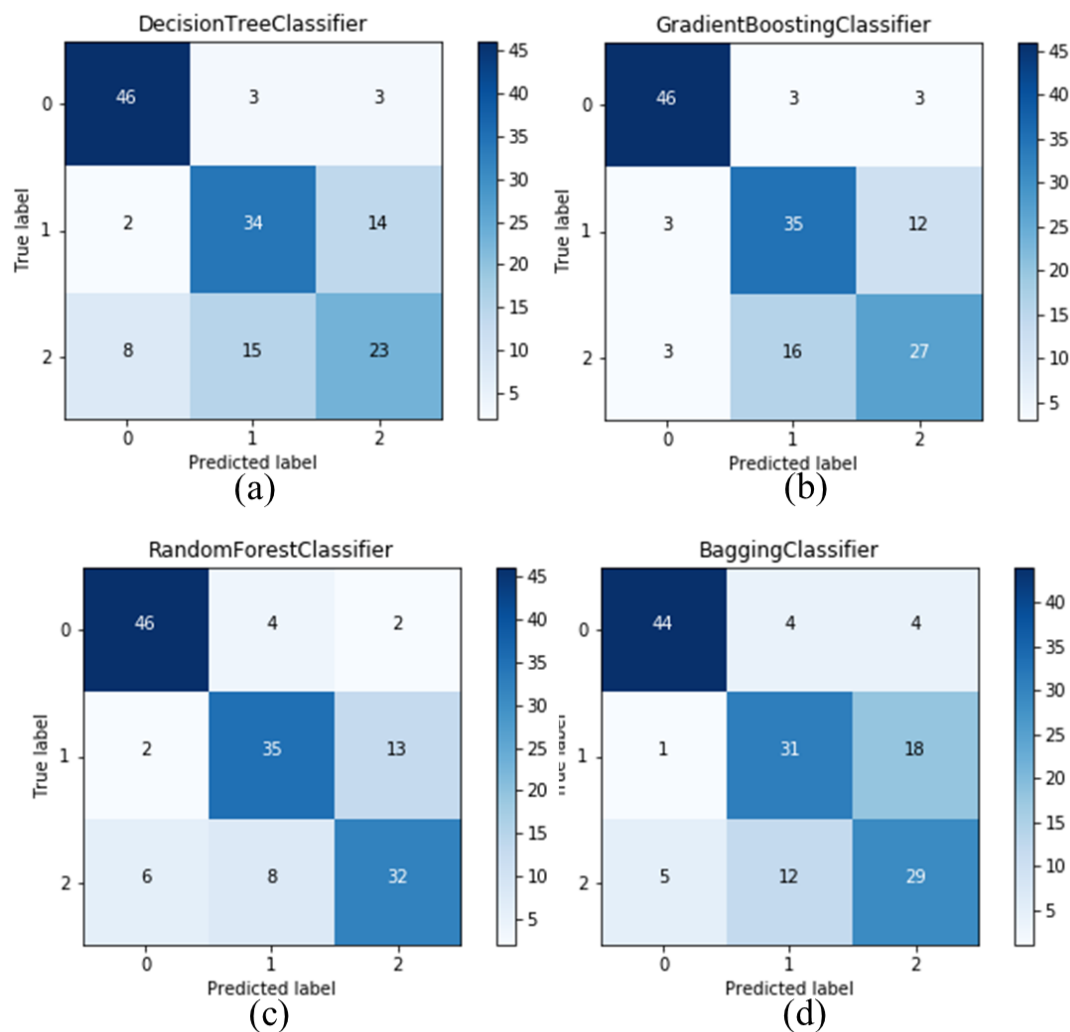 DecisionTreeClassifier
0 46 3 3
1 2 34 14
2 8 15 23
0 1 2
True label
Predicted label
45
40
35
30
25
20
15
10
5
(a)
GradientBoostingClassifier
0 46 3 3
1 3 35 12
2 3 16 27
0 1 2
True label
Predicted label
45
40
35
30
25
20
15
10
5
(b)
RandomForestClassifier
0 46 4 2
1 2 35 13
2 6 8 32
0 1 2
True label
Predicted label
45
40
35
30
25
20
15
10
5
(c)
BaggingClassifier
0 44 4 4
1 1 31 18
2 5 12 29
0 1 2
True label
Predicted label
40
35
30
25
20
15
10
5
(d)